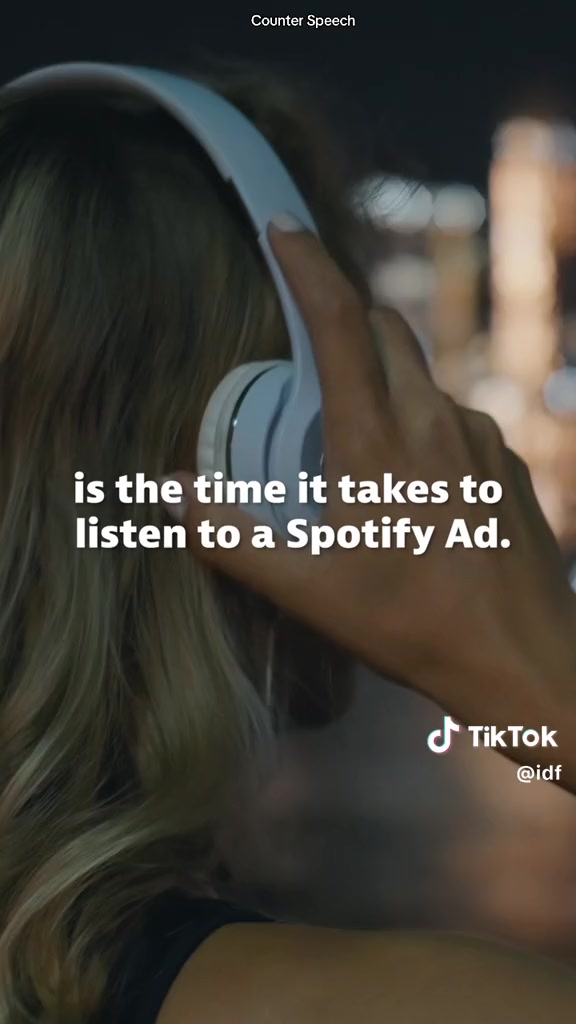 Counter Speech
is the time it takes to
listen to a Spotify Ad.
TikTok
@idf